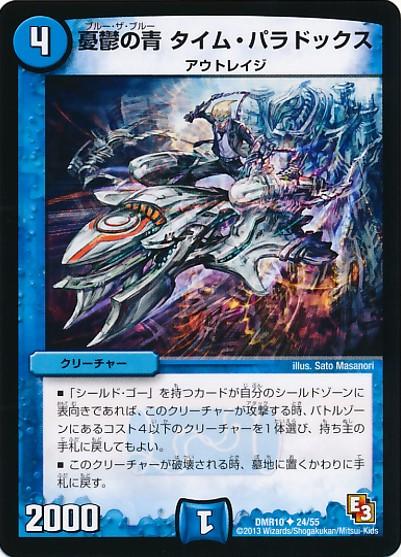 4
ブルー・ザ・ブルー
憂鬱の青 タイム・パラドックス
アウトレイジ
クリーチャー
illus. Sato Masanori
■「シールド・ゴー」を持つカードが自分のシールドゾーンに
表向きであれば、このクリーチャーが攻撃する時、バトルゾー
ンにあるコスト4以下のクリーチャーを1体選び、持ち主の
手札に戻してもよい。
■このクリーチャーが破壊される時、墓地に置くかわりに手
札に戻す。
2000
1
E3
DMR10 ◆ 24/55
©2013 Wizards/Shogakukan/Mitsui-Kids